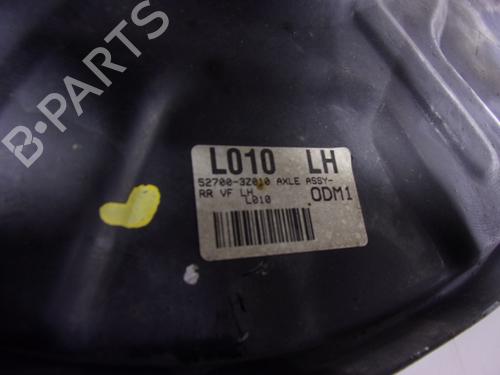 B-PARTS
L010 LH
52700-3Z010 AXLE ASSY-
RR VF LH
L010
.ODM1